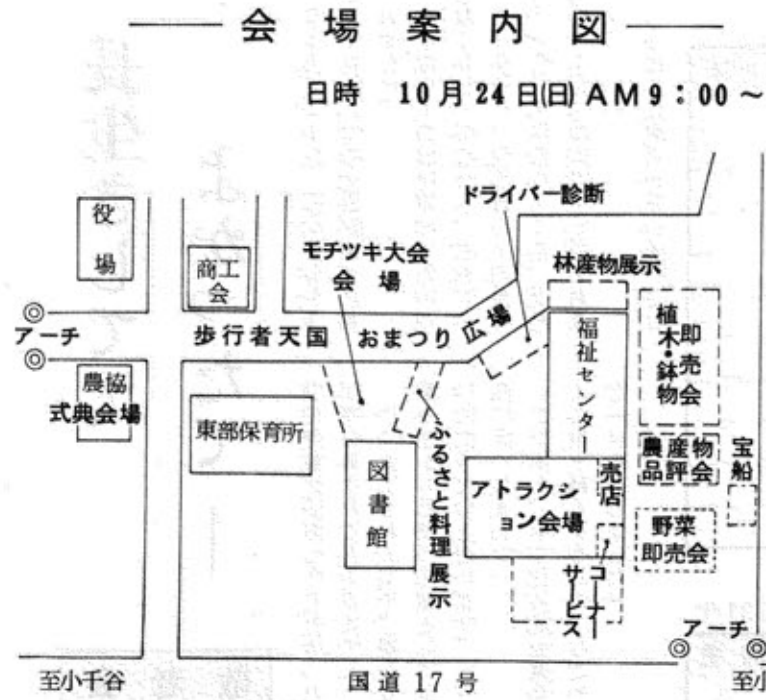 会場案内図
日時 10月24日(日)AM9:00～
ドライバー診断
役場
商工会
モチツキ大会
会場
林産物展示
アーチ
歩行者天国 おまつり広場
福祉センター
植木・鉢物
即売会
農協
式典会場
東部保育所
図書館
ふるさと料理展示
アトラクション会場
売店
農産物
品評会
宝船
野菜
即売会
サービス
コーナー
アーチ
至小千谷
国道17号
至小